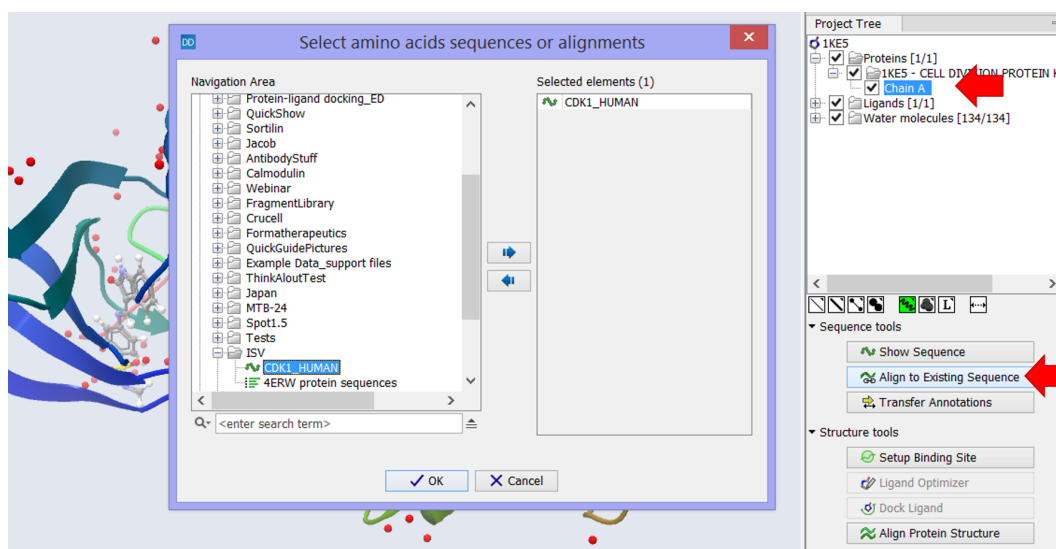 DD
Select amino acids sequences or alignments
Navigation Area
Protein-ligand docking_ED
QuickShow
Sortilin
Jacob
AntibodyStuff
Calmodulin
Webinar
FragmentLibrary
Crucell
Formatherapeutics
QuickGuidePictures
Example Data_support files
ThinkAloutTest
Japan
MTB-24
Spot1.5
Tests
ISV
CDK1_HUMAN
4ERW protein sequences
<enter search term>
Selected elements (1)
CDK1_HUMAN
OK
Cancel
Project Tree
1KE5
Proteins [1/1]
1KE5 - CELL DIVISION PROTEIN K
Chain A
Ligands [1/1]
Water molecules [134/134]
L
Sequence tools
Show Sequence
Align to Existing Sequence
Transfer Annotations
Structure tools
Setup Binding Site
Ligand Optimizer
Dock Ligand
Align Protein Structure